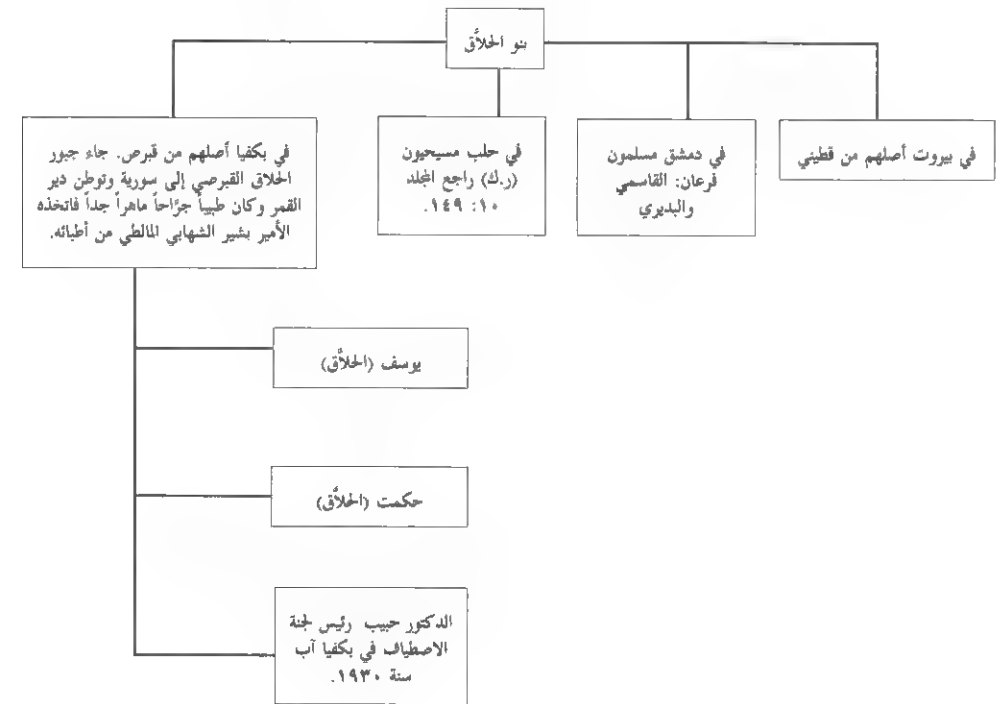 بنو الحلاَّق
في بيروت أصلهم من قطيني
في دمشق مسلمون
فرعان: القاسمي
والبديري
في حلب مسيحيون
(ر.ك) راجع المجلد
١٠: ١٤٩.
في بكفيا أصلهم من قبرص. جاء جبور
الحلاق القبرصي إلى سورية وتوطن دير
القمر وكان طبيباً جرَّاحاً ماهراً جداً فاتخذه
الأمير بشير الشهابي المالطي من أطبائه.
يوسف (الحلاَّق)
حكمت (الحلاَّق)
الدكتور حبيب رئيس لجنة
الاصطياف في بكفيا آب
سنة ١٩٣٠.